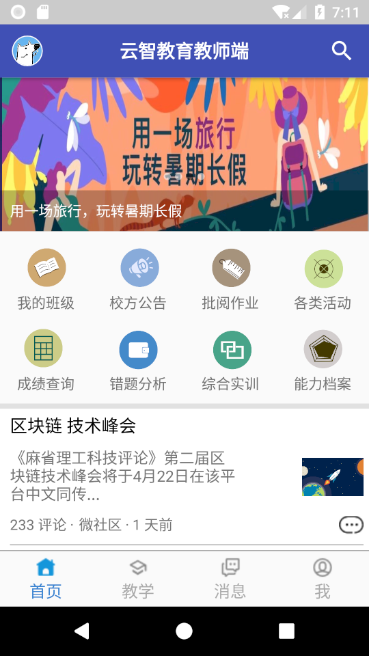 7:11
云智教育教师端
用一场旅行
玩转暑期长假
用一场旅行，玩转暑期长假
我的班级
校方公告
批阅作业
各类活动
成绩查询
错题分析
综合实训
能力档案
区块链 技术峰会
《麻省理工科技评论》第二届区
块链技术峰会将于4月22日在该平
台中文同传...
233 评论 · 微社区 · 1 天前
首页
教学
消息
我